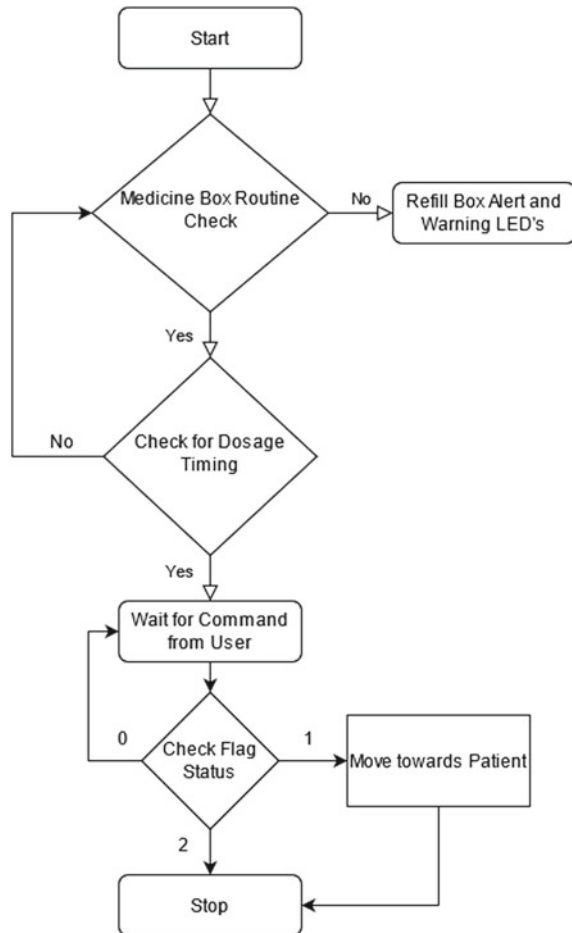 Start
Medicine Box Routine
Check
No
Refill Box Alert and
Warning LED's
Yes
No
Check for Dosage
Timing
Yes
Wait for Command
from User
0
Check Flag
Status
1
Move towards Patient
2
Stop